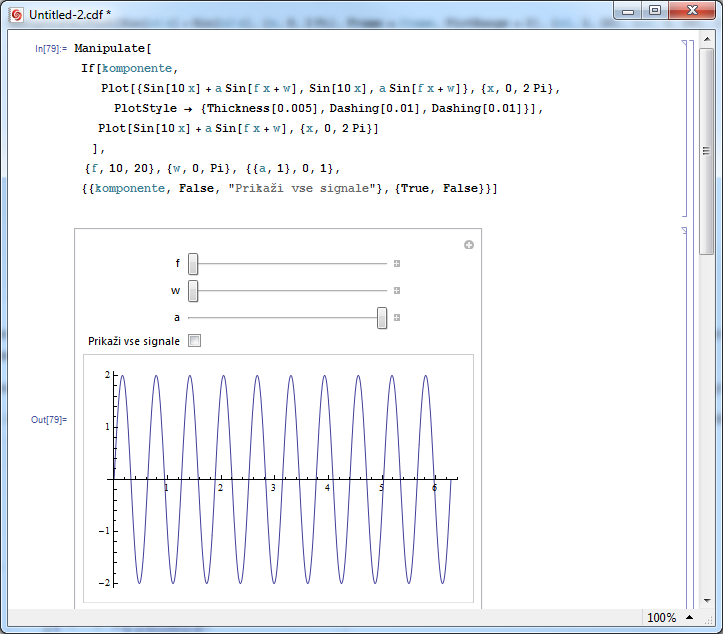 Untitled-2.cdf *
In[79]:= Manipulate[
If[komponente,
Plot[{Sin[10 x] + a Sin[f x + w], Sin[10 x], a Sin[f x + w]}, {x, 0, 2 Pi},
PlotStyle → {Thickness[0.005], Dashing[0.01], Dashing[0.01]}],
Plot[Sin[10 x] + a Sin[f x + w], {x, 0, 2 Pi}]
],
{f, 10, 20}, {w, 0, Pi}, {{a, 1}, 0, 1},
{{komponente, False, "Prikaži vse signale"}, {True, False}}]
f
w
a
Prikaži vse signale
Out[79]=
2
1
1 2 3 4 5 6
-1
-2
100%